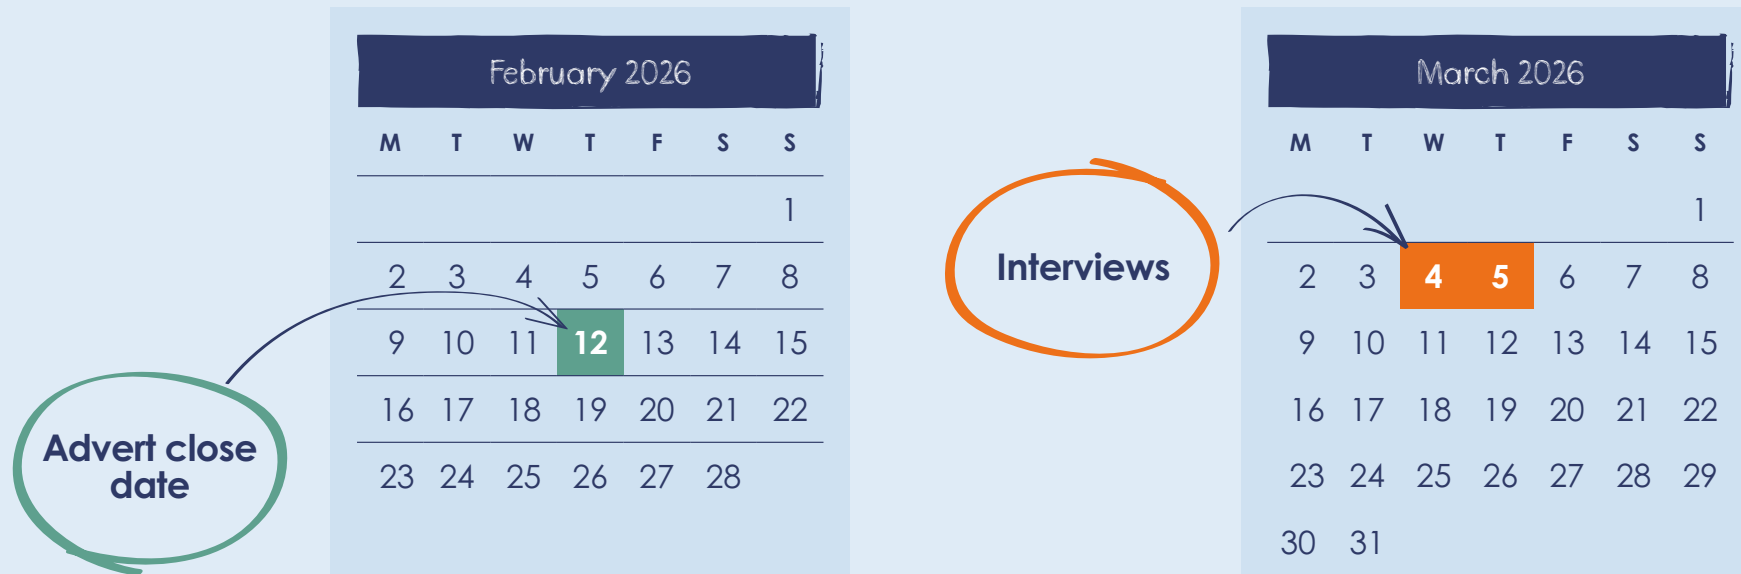 February 2026
M T W T F S S
1
2 3 4 5 6 7 8
9 10 11 12 13 14 15
16 17 18 19 20 21 22
23 24 25 26 27 28
Advert close
date
March 2026
M T W T F S S
1
2 3 4 5 6 7 8
9 10 11 12 13 14 15
16 17 18 19 20 21 22
23 24 25 26 27 28 29
30 31
Interviews